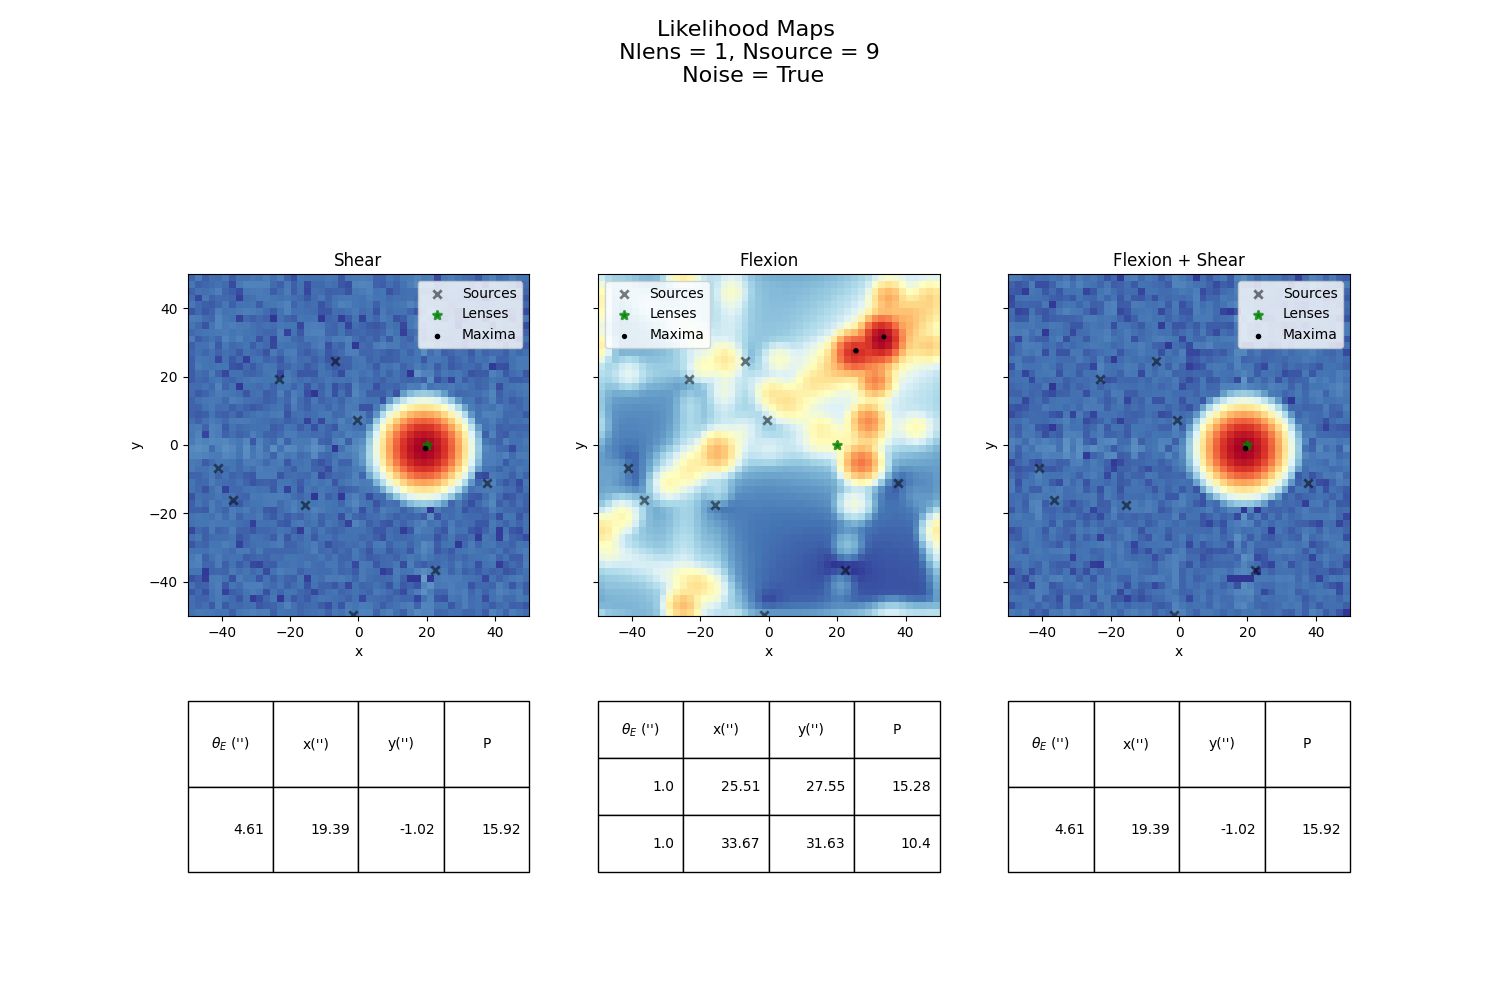 Likelihood Maps
Nlens = 1, Nsource = 9
Noise = True
Shear
Sources
Lenses
Maxima
y
40
20
0
−20
−40
−40 −20 0 20 40
x
Flexion
Sources
Lenses
Maxima
y
−40 −20 0 20 40
x
Flexion + Shear
Sources
Lenses
Maxima
y
−40 −20 0 20 40
x
θE ('') x('') y('') P
4.61 19.39 -1.02 15.92
θE ('') x('') y('') P
1.0 25.51 27.55 15.28
1.0 33.67 31.63 10.4
θE ('') x('') y('') P
4.61 19.39 -1.02 15.92